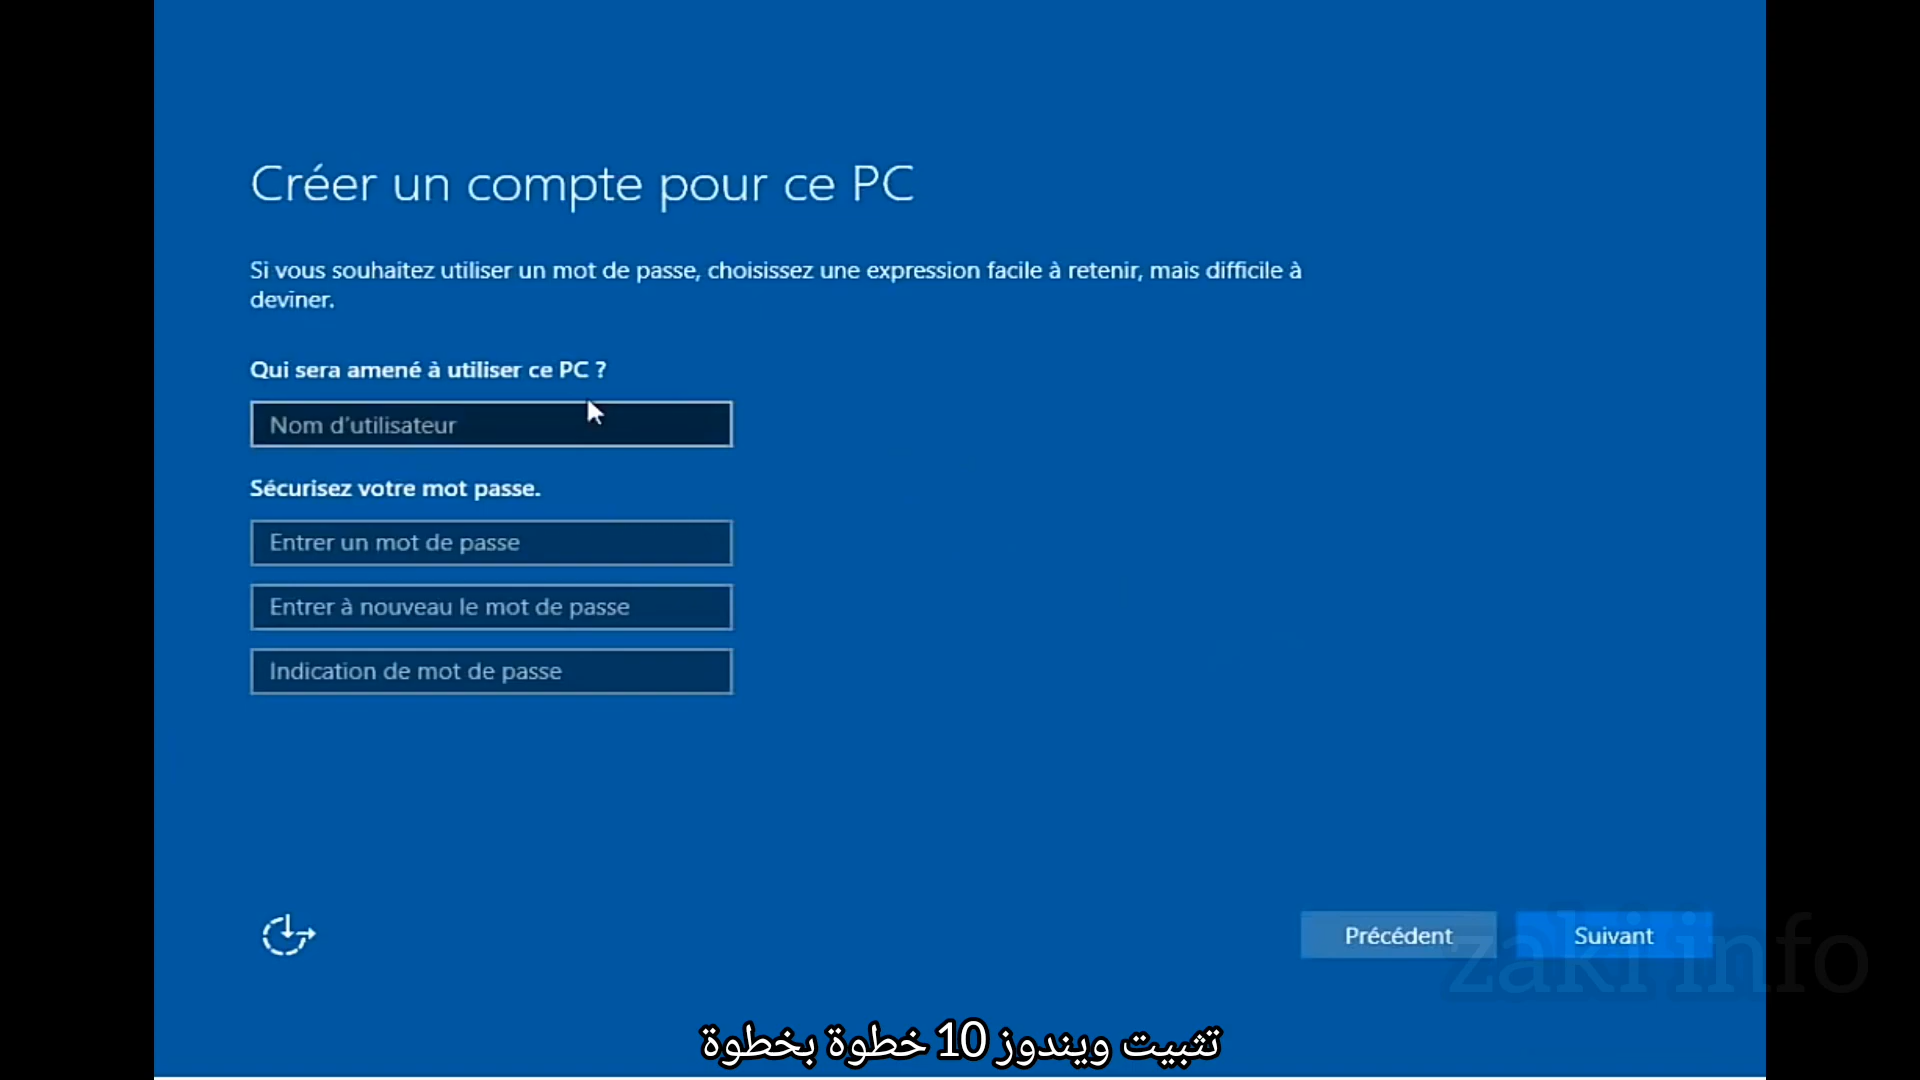 Créer un compte pour ce PC
Si vous souhaitez utiliser un mot de passe, choisissez une expression facile à retenir, mais difficile à
deviner.
Qui sera amené à utiliser ce PC ?
Nom d'utilisateur
Sécurisez votre mot passe.
Entrer un mot de passe
Entrer à nouveau le mot de passe
Indication de mot de passe
Précédent
Suivant
zaki info
تثبيت ويندوز 10 خطوة بخطوة